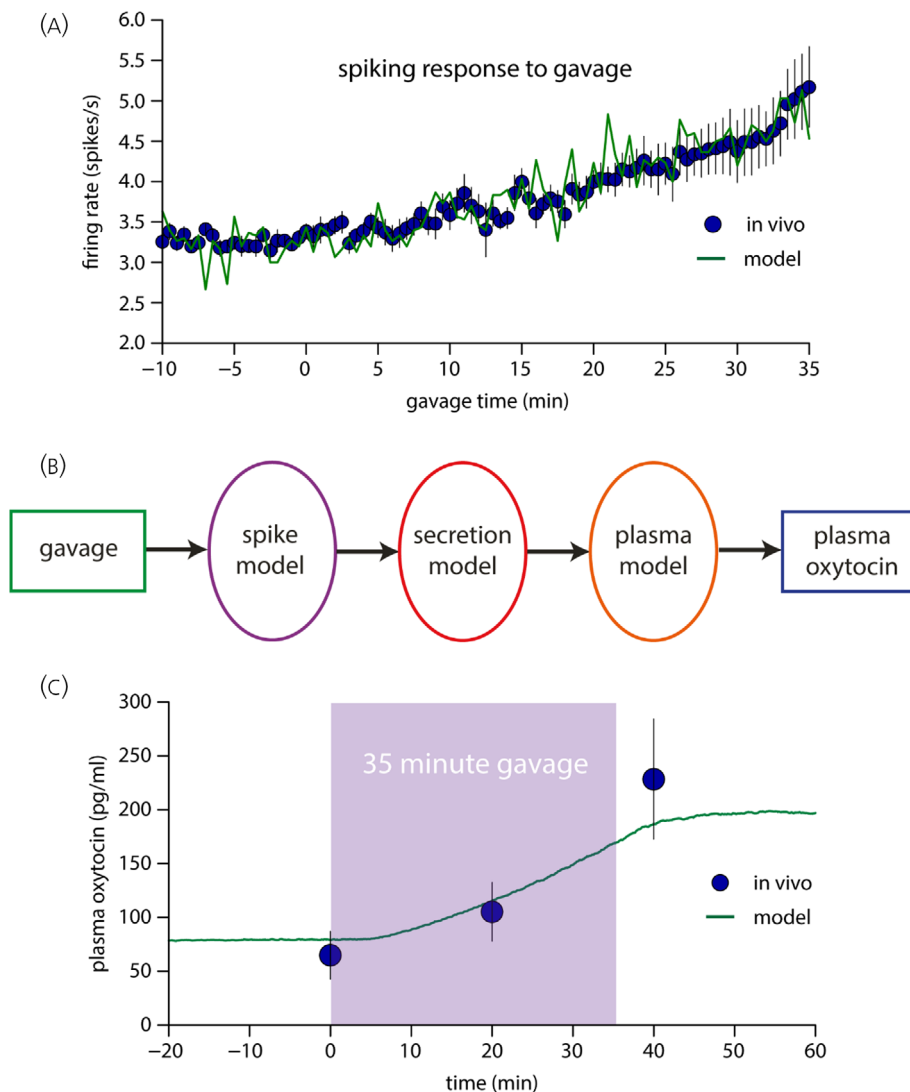 (A)
6.0
5.5
5.0
4.5
4.0
3.5
3.0
2.5
2.0
firing rate (spikes/s)
spiking response to gavage
in vivo
model
−10 −5 0 5 10 15 20 25 30 35
gavage time (min)
(B)
gavage
spike
model
secretion
model
plasma
model
plasma
oxytocin
(C)
300
250
200
150
100
50
0
plasma oxytocin (pg/ml)
35 minute gavage
in vivo
model
−20 −10 0 10 20 30 40 50 60
time (min)